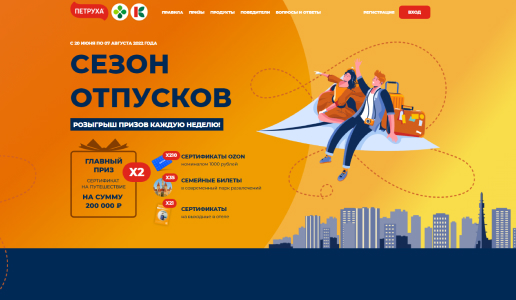 ПЕТРУХА
ПРАВИЛА ПРИЗЫ ПРОДУКТЫ ПОБЕДИТЕЛИ ВОПРОСЫ И ОТВЕТЫ РЕГИСТРАЦИЯ ВХОД
С 20 ИЮНЯ ПО 07 АВГУСТА 2022 ГОДА
СЕЗОН
ОТПУСКОВ
РОЗЫГРЫШ ПРИЗОВ КАЖДУЮ НЕДЕЛЮ!
ГЛАВНЫЙ
ПРИЗ
X2
СЕРТИФИКАТ
НА ПУТЕШЕСТВИЕ
НА СУММУ
200 000 ₽
СЕРТИФИКАТЫ OZON
номиналом 1000 рублей
X35
СЕМЕЙНЫЕ БИЛЕТЫ
в современный парк развлечений
X21
СЕРТИФИКАТЫ
на выходные в отеле